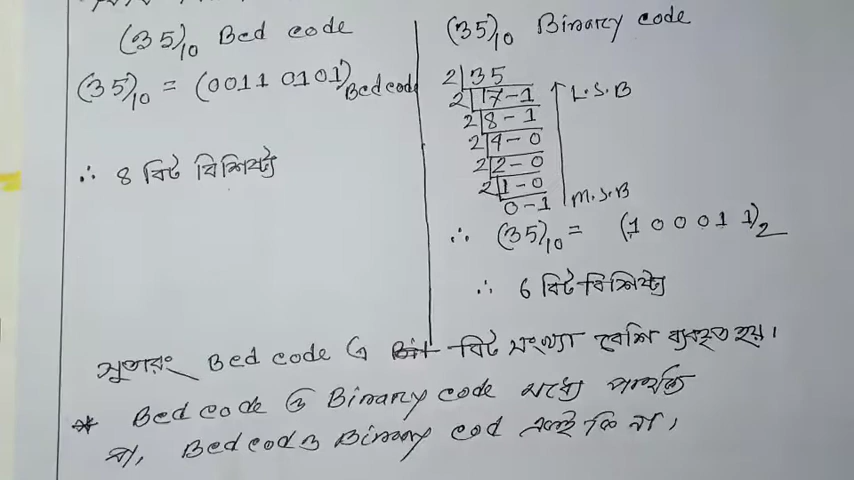 (35)10 Bcd code
(35)10 = (0011 0101)Bcd code
∴ 8 বিট বিশিষ্ট্য
(35)10 Binary code
2 35
2 17 - 1 L.S.B
2 8 - 1
2 4 - 0
2 2 - 0
2 1 - 0
0 - 1 M.S.B
∴ (35)10 = (1 0 0 0 1 1)2
∴ 6 বিট বিশিষ্ট্য
সুতরাং Bcd code এ বিট সংখ্যা বেশি ব্যবহৃত হয়।
* Bcd code ও Binary code মধ্যে পার্থক্য
বা, Bcd cod ও Binary cod একই কি না,